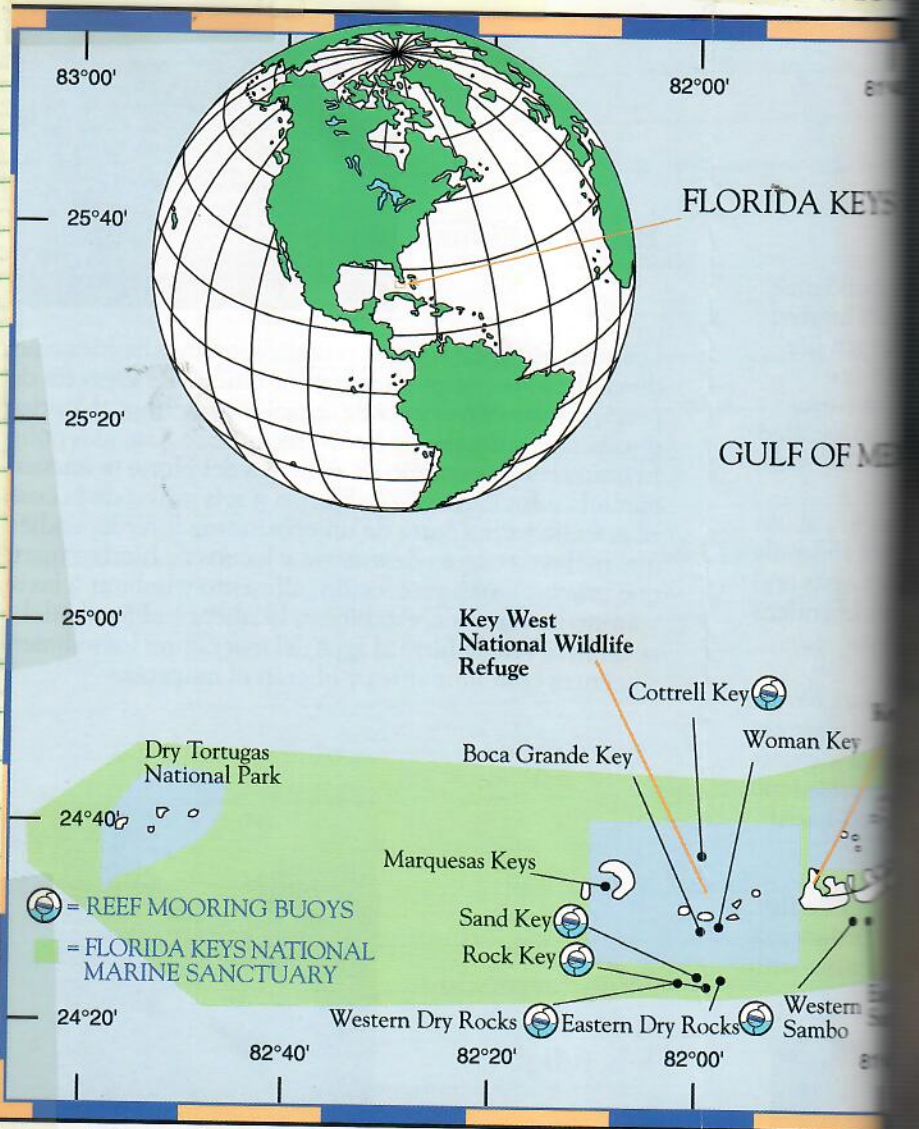 83°00'
82°00'
25°40'
FLORIDA KEYS
25°20'
GULF OF
25°00'
Key West
National Wildlife
Refuge
Cottrell Key
Boca Grande Key
Woman Key
Dry Tortugas
National Park
24°40'
Marquesas Keys
= REEF MOORING BUOYS
Sand Key
= FLORIDA KEYS NATIONAL
MARINE SANCTUARY
Rock Key
24°20'
Western Dry Rocks
Eastern Dry Rocks
Western
Sambo
82°40'
82°20'
82°00'